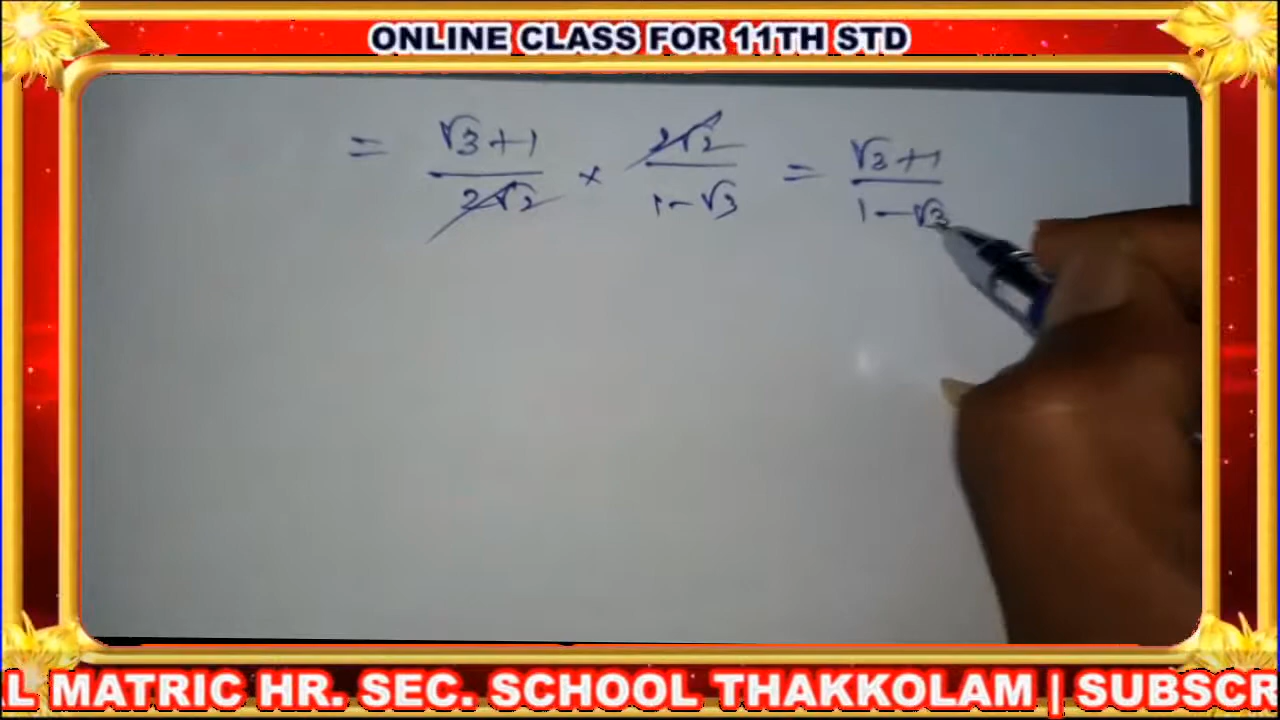 ONLINE CLASS FOR 11TH STD
= √3+1/2√2 × 2√2/1-√3 = √3+1/1-√3
L MATRIC HR. SEC. SCHOOL THAKKOLAM | SUBSCR